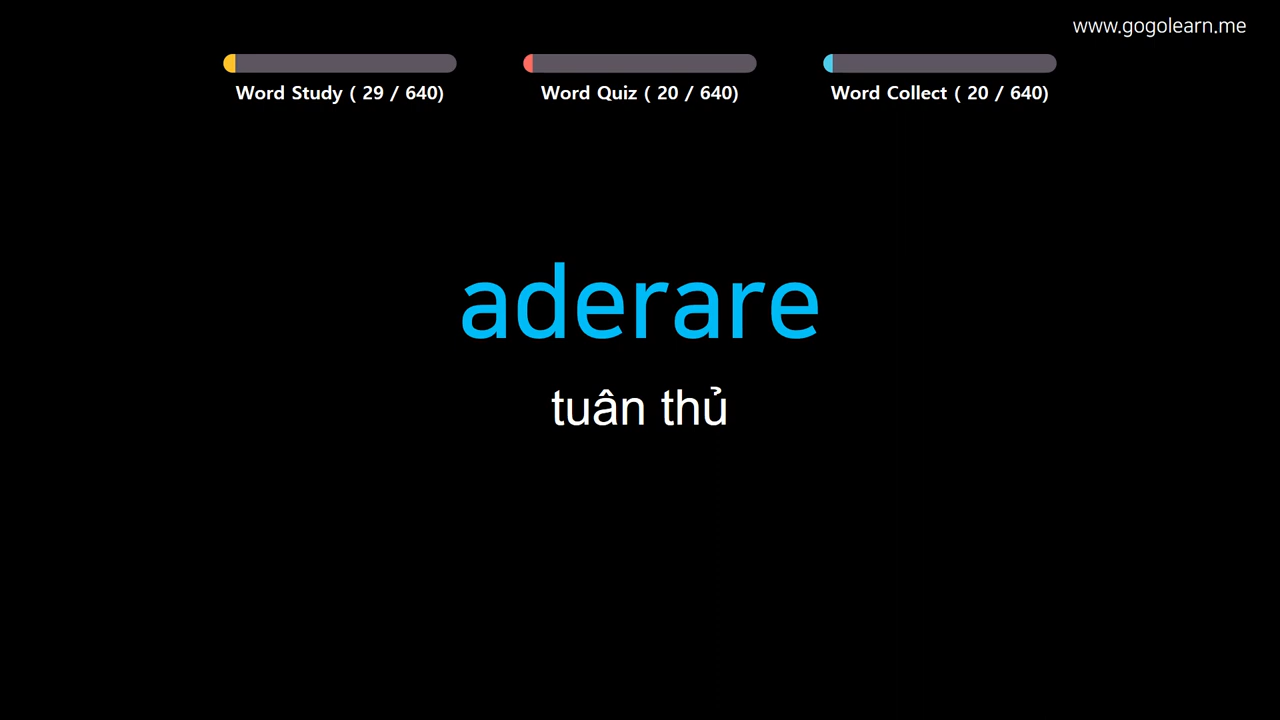 www.gogolearn.me
Word Study ( 29 / 640)
Word Quiz ( 20 / 640)
Word Collect ( 20 / 640)
aderare
tuân thủ